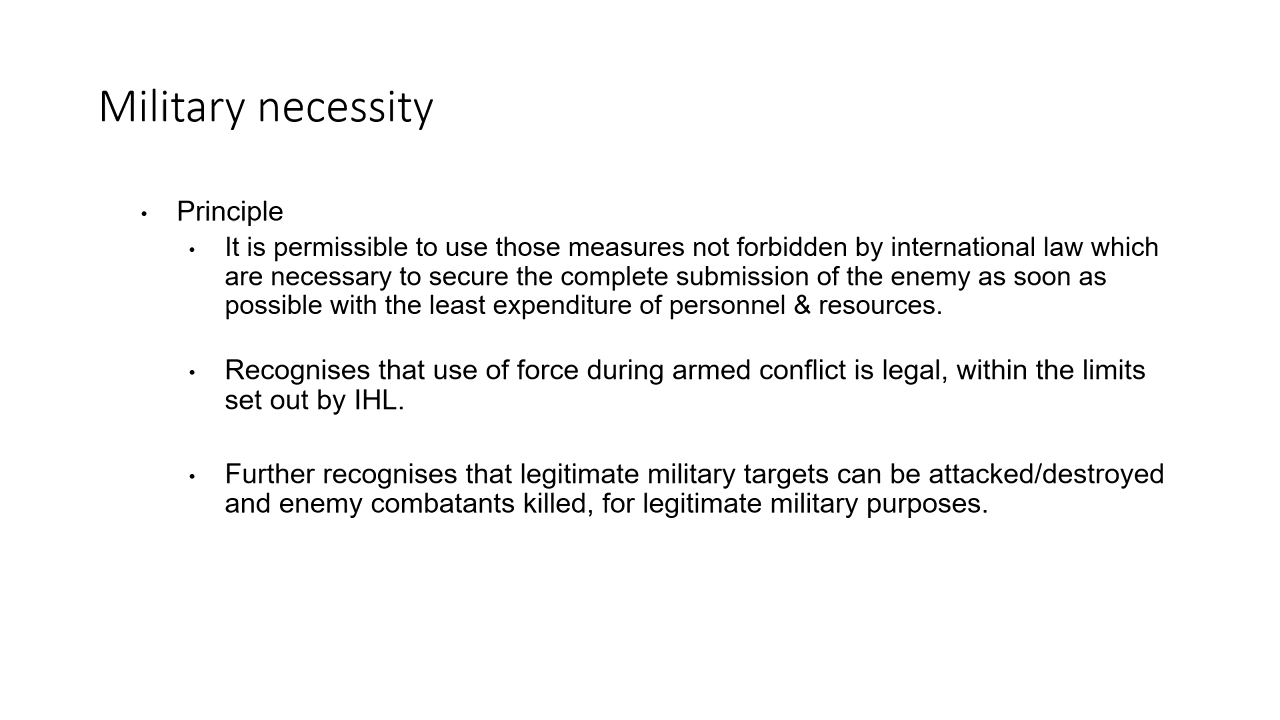 Military necessity
• Principle
• It is permissible to use those measures not forbidden by international law which
are necessary to secure the complete submission of the enemy as soon as
possible with the least expenditure of personnel & resources.
• Recognises that use of force during armed conflict is legal, within the limits
set out by IHL.
• Further recognises that legitimate military targets can be attacked/destroyed
and enemy combatants killed, for legitimate military purposes.